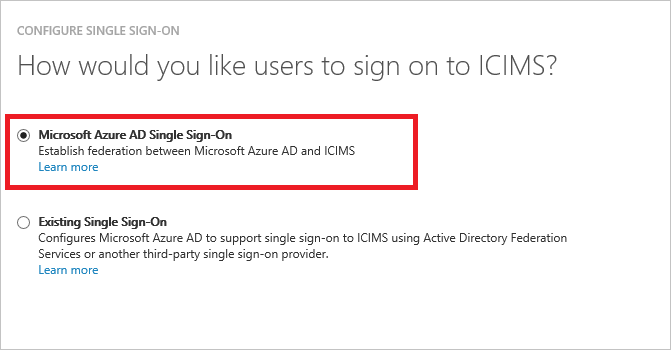 CONFIGURE SINGLE SIGN-ON
How would you like users to sign on to ICIMS?
Microsoft Azure AD Single Sign-On
Establish federation between Microsoft Azure AD and ICIMS
Learn more
Existing Single Sign-On
Configures Microsoft Azure AD to support single sign-on to ICIMS using Active Directory Federation
Services or another third-party single sign-on provider.
Learn more